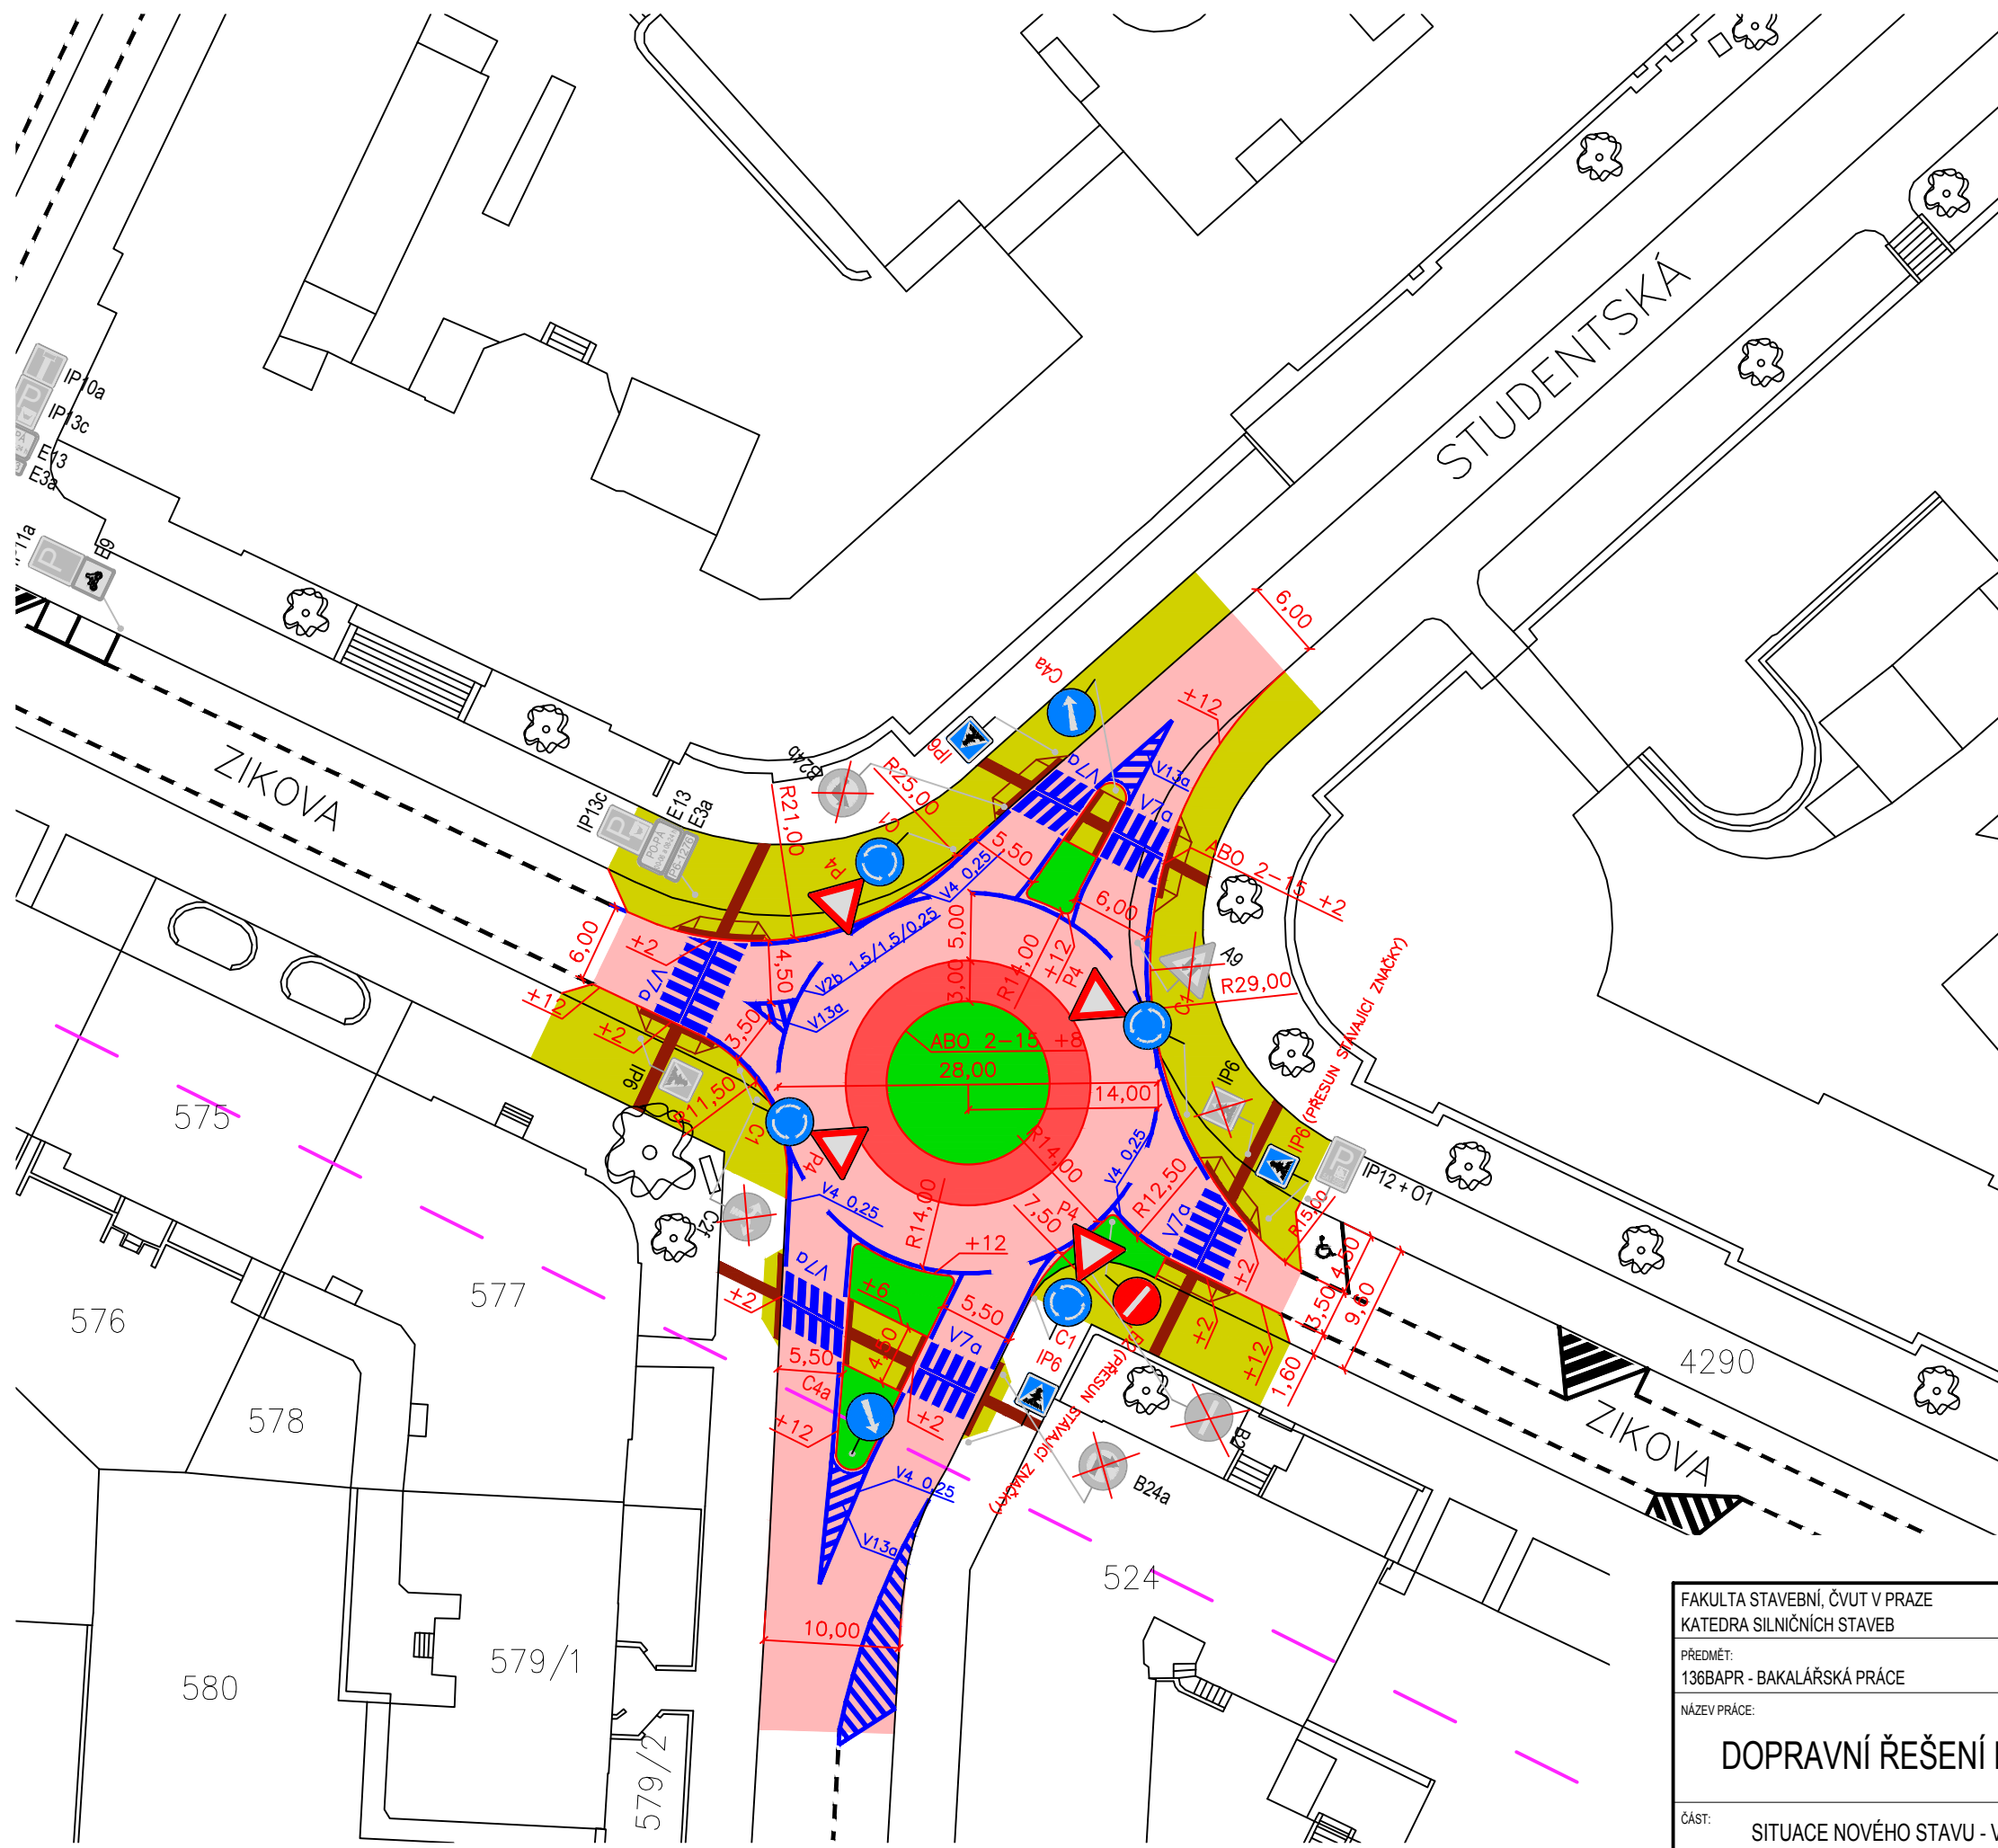 STUDENTSKÁ
6,00
IP10a
IP13c
E13
E3a
E9
C4a
+12
IP6
V7a
V13a
B24b
R25,00
ZIKOVA
IP13c
E13
E3a
R21,00
C1
P4
5,50
V7a
ABO 2-15 +2
V4 0,25
6,00
6,00
+2
4,50
V2b 1,5/1,5/0,25
5,00
3,00
R14,00
+12
P4
A9
C1
R29,00
V7a
+12
+2
V13a
3,50
ABO 2-15 +8
28,00
14,00
IP6
IP6 (PŘESUN STÁVAJÍCÍ ZNAČKY)
575
IP6
R11,50
C1
P4
R14,00
V4 0,25
R12,50
IP12+O1
R15,00
C2f
V4 0,25
R14,00
7,50
P4
V7a
+2
4,50
3,50
9,60
577
V7a
+12
+2
+6
5,50
V7a
C1
IP6
B2 (PŘESUN STÁVAJÍCÍ ZNAČKY)
+2
+12
1,60
576
5,50
C4a
4,50
+2
+12
4290
578
B2
ZIKOVA
V4 0,25
B24a
V13a
524
10,00
579/1
580
579/2
FAKULTA STAVEBNÍ, ČVUT V PRAZE
KATEDRA SILNIČNÍCH STAVEB
PŘEDMĚT:
136BAPR - BAKALÁŘSKÁ PRÁCE
NÁZEV PRÁCE:
DOPRAVNÍ ŘEŠENÍ
ČÁST:
SITUACE NOVÉHO STAVU -